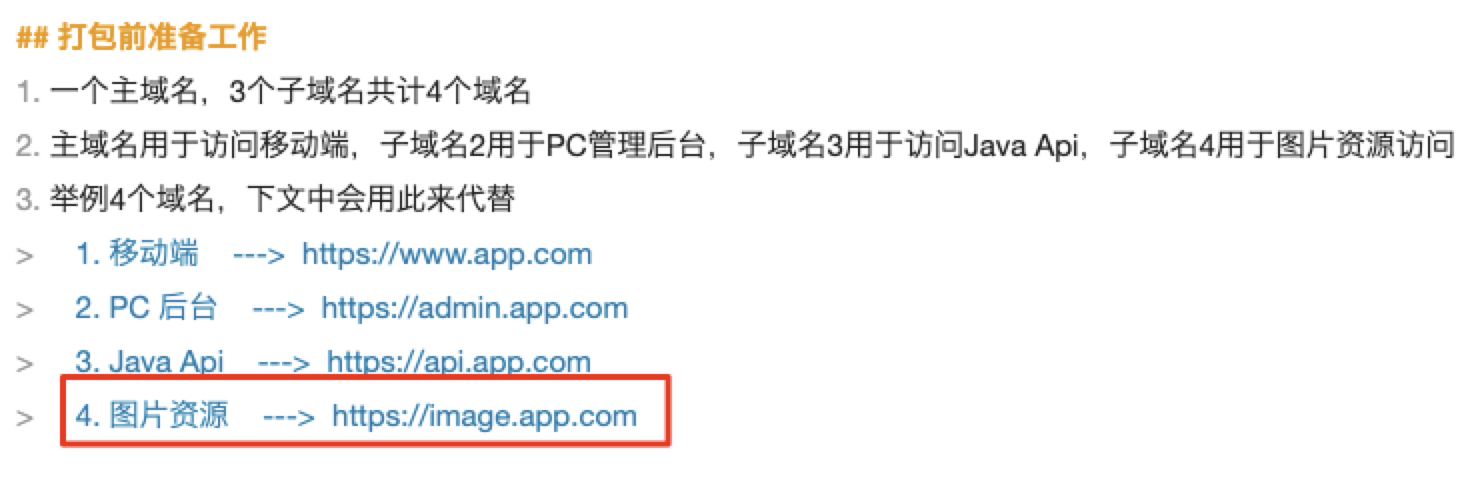 ## 打包前准备工作
1. 一个主域名，3个子域名共计4个域名
2. 主域名用于访问移动端，子域名2用于PC管理后台，子域名3用于访问Java Api，子域名4用于图片资源访问
3. 举例4个域名，下文中会用此来代替
> 1. 移动端 ---> https://www.app.com
> 2. PC 后台 ---> https://admin.app.com
> 3. Java Api ---> https://api.app.com
> 4. 图片资源 ---> https://image.app.com